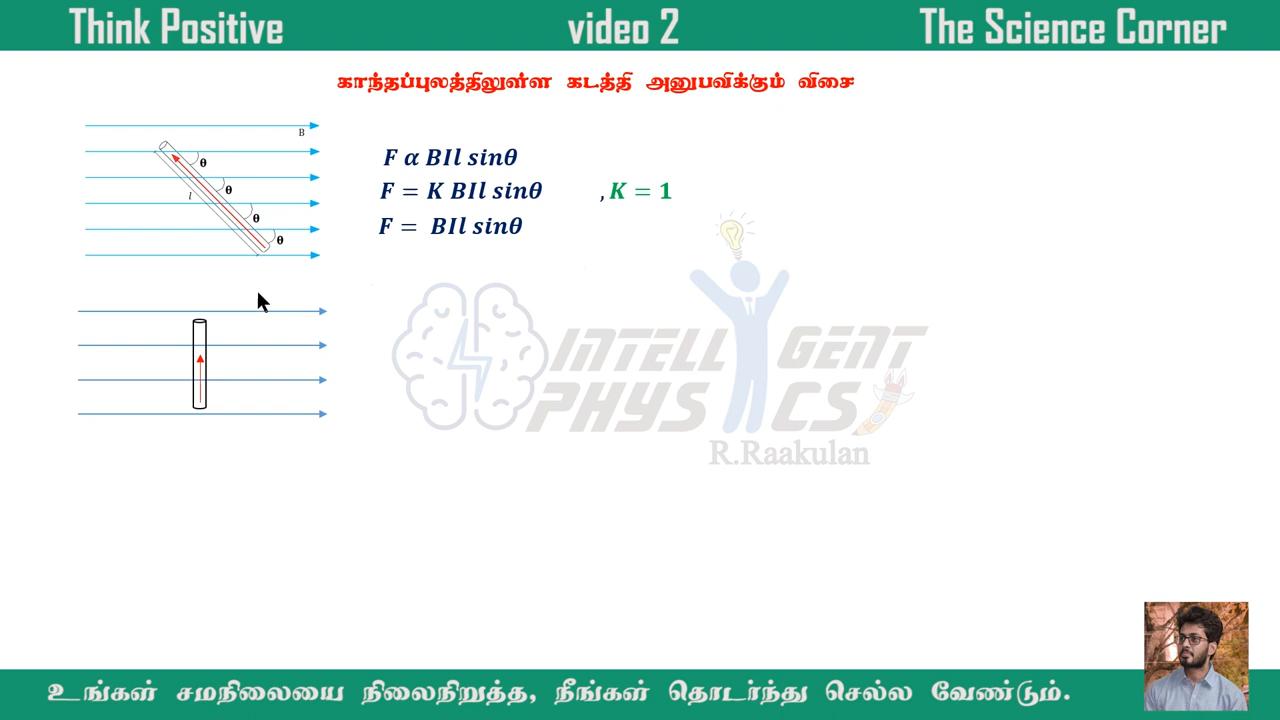 Think Positive
video 2
The Science Corner
காந்தப்புலத்திலுள்ள கடத்தி அனுபவிக்கும் விசை
B
θ
θ
l
θ
θ
F α BIl sinθ
F = K BIl sinθ , K = 1
F = BIl sinθ
INTELLIGENT
PHYSICS
R.Raakulan
உங்கள் சமநிலையை நிலைநிறுத்த, நீங்கள் தொடர்ந்து செல்ல வேண்டும்.